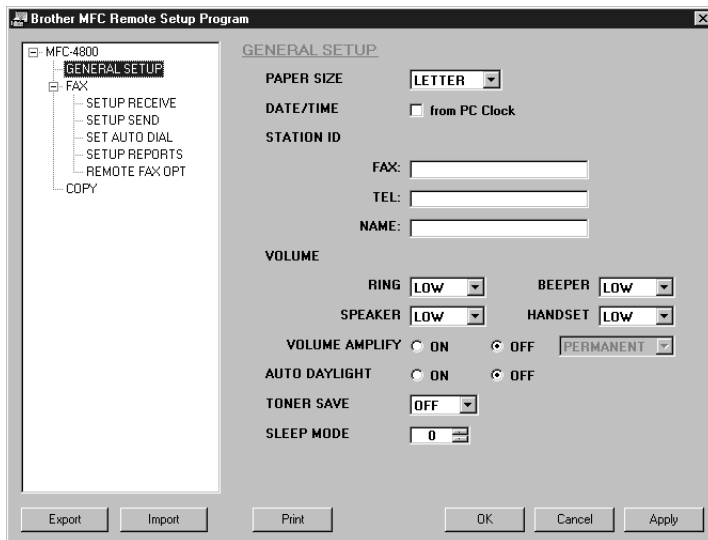 Brother MFC Remote Setup Program
MFC-4800
GENERAL SETUP
FAX
SETUP RECEIVE
SETUP SEND
SET AUTO DIAL
SETUP REPORTS
REMOTE FAX OPT
COPY
GENERAL SETUP
PAPER SIZE LETTER
DATE/TIME from PC Clock
STATION ID
FAX:
TEL:
NAME:
VOLUME
RING LOW BEEPER LOW
SPEAKER LOW HANDSET LOW
VOLUME AMPLIFY ON OFF PERMANENT
AUTO DAYLIGHT ON OFF
TONER SAVE OFF
SLEEP MODE 0
Export Import Print OK Cancel Apply